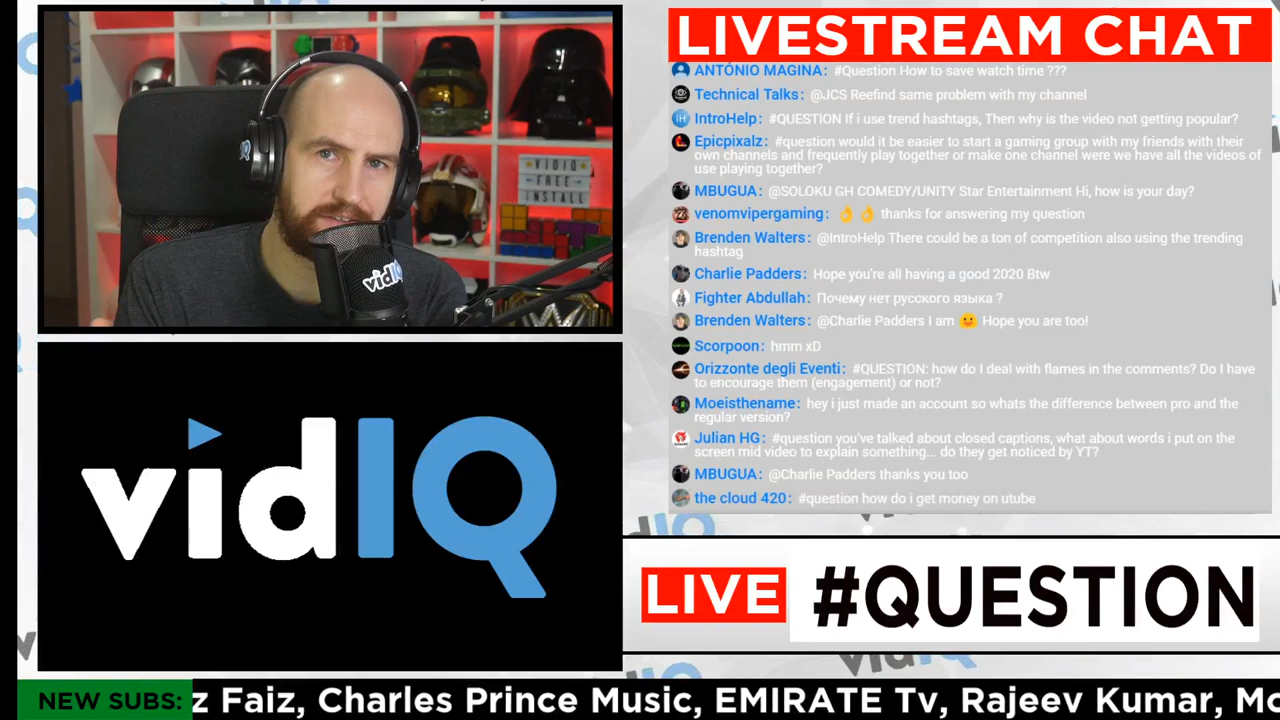 VIDIQ
FREE
INSTALL
vidIQ
vidIQ
LIVESTREAM CHAT
ANTÓNIO MAGINA: #Question How to save watch time ???
Technical Talks: @JCS Reefind same problem with my channel
IntroHelp: #QUESTION If i use trend hashtags, Then why is the video not getting popular?
Epicpixalz: #question would it be easier to start a gaming group with my friends with their
own channels and frequently play together or make one channel were we have all the videos of
use playing together?
MBUGUA: @SOLOKU GH COMEDY/UNITY Star Entertainment Hi, how is your day?
venomvipergaming: 👌👌 thanks for answering my question
Brenden Walters: @IntroHelp There could be a ton of competition also using the trending
hashtag
Charlie Padders: Hope you're all having a good 2020 Btw
Fighter Abdullah: Почему нет русского языка ?
Brenden Walters: @Charlie Padders I am 🙂 Hope you are too!
Scorpoon: hmm xD
Orizzonte degli Eventi: #QUESTION: how do I deal with flames in the comments? Do I have
to encourage them (engagement) or not?
Moeisthename: hey i just made an account so whats the difference between pro and the
regular version?
Julian HG: #question you've talked about closed captions, what about words i put on the
screen mid video to explain something... do they get noticed by YT?
MBUGUA: @Charlie Padders thanks you too
the cloud 420: #question how do i get money on utube
LIVE #QUESTION
NEW SUBS: z Faiz, Charles Prince Music, EMIRATE Tv, Rajeev Kumar, Mo